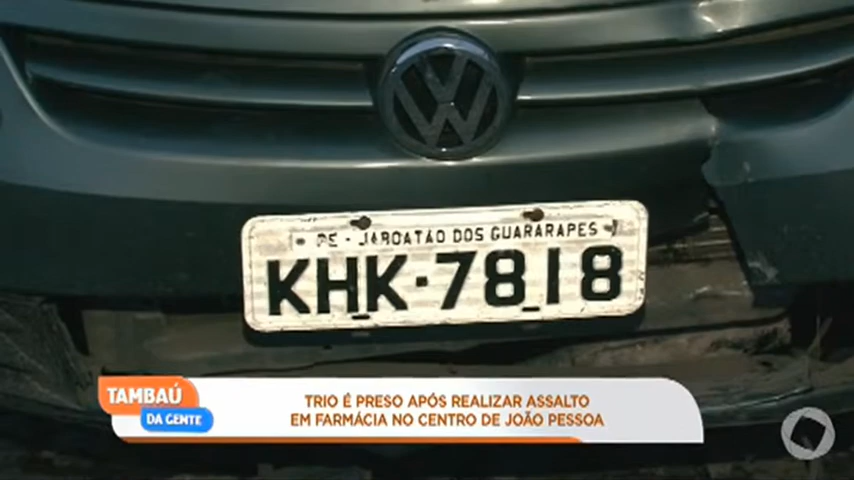 PE - JABOATÃO DOS GUARARAPES
KHK·7818
TAMBAÚ
DA GENTE
TRIO É PRESO APÓS REALIZAR ASSALTO
EM FARMÁCIA NO CENTRO DE JOÃO PESSOA